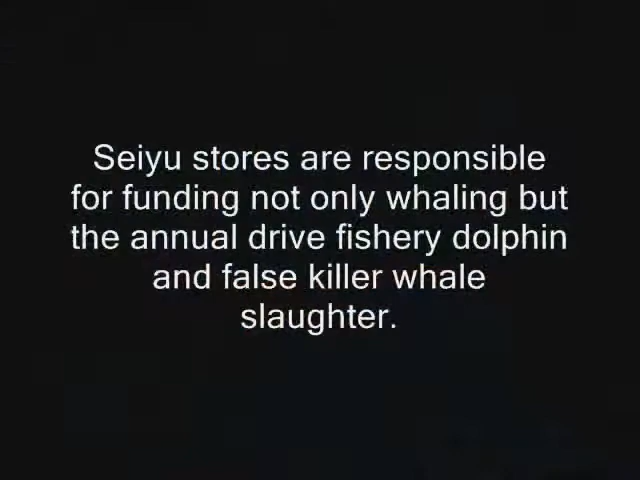 Seiyu stores are responsible
for funding not only whaling but
the annual drive fishery dolphin
and false killer whale
slaughter.